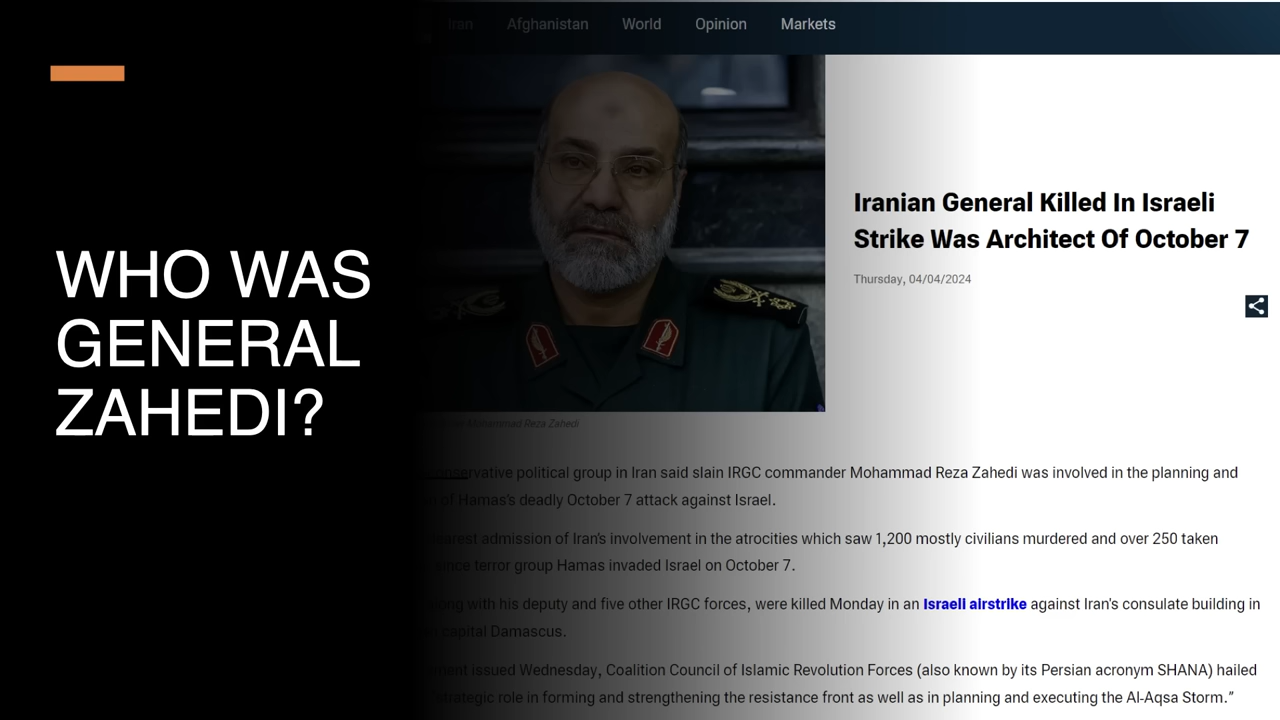 Iran Afghanistan World Opinion Markets
WHO WAS
GENERAL
ZAHEDI?
Iranian General Killed In Israeli
Strike Was Architect Of October 7
Thursday, 04/04/2024
Mohammad Reza Zahedi
political group in Iran said slain IRGC commander Mohammad Reza Zahedi was involved in the planning and
of Hamas's deadly October 7 attack against Israel.
admission of Iran's involvement in the atrocities which saw 1,200 mostly civilians murdered and over 250 taken
since terror group Hamas invaded Israel on October 7.
with his deputy and five other IRGC forces, were killed Monday in an Israeli airstrike against Iran's consulate building in
capital Damascus.
issued Wednesday, Coalition Council of Islamic Revolution Forces (also known by its Persian acronym SHANA) hailed
strategic role in forming and strengthening the resistance front as well as in planning and executing the Al-Aqsa Storm.”